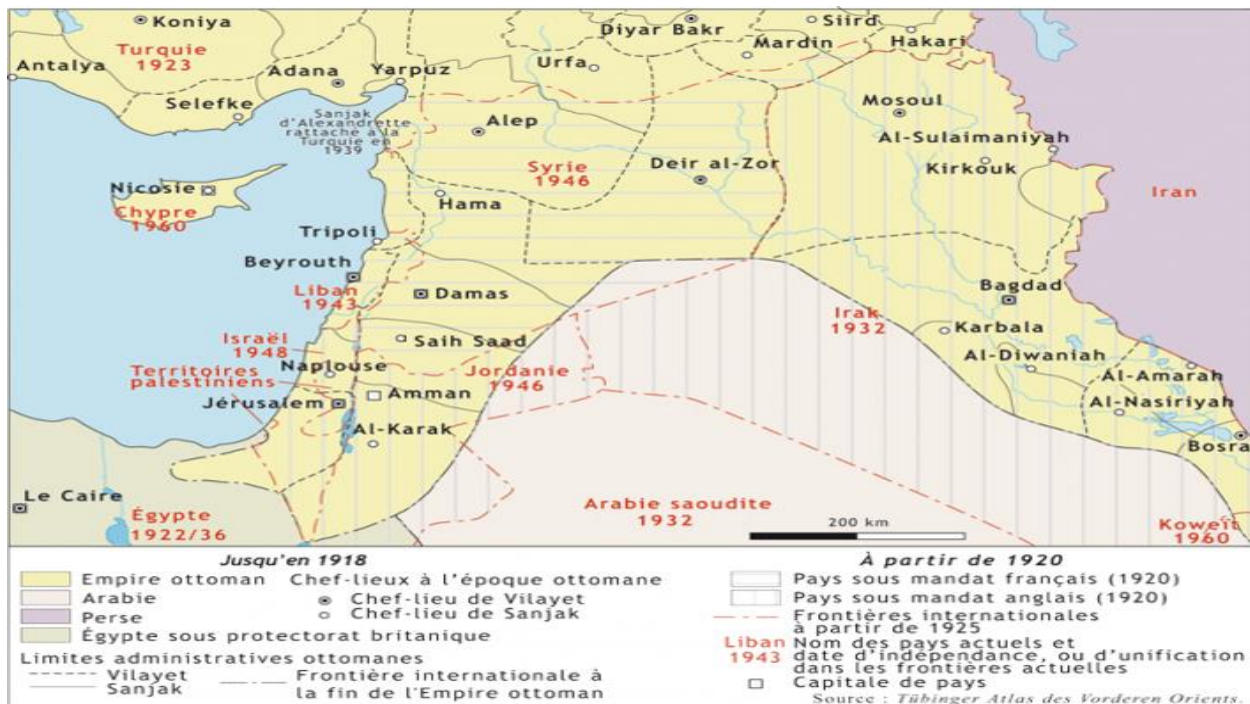 Koniya
Turquie
1923
Antalya
Adana
Yarpuz
Selefke
Sanjak
d'Alexandrette
rattaché à la
Turquie en
1939
Diyar Bakr
Siird
Mardin
Hakari
Urfa
Alep
Mosoul
Al-Sulaimaniyah
Kirkouk
Deir al-Zor
Syrie
1946
Iran
Nicosie
Chypre
1960
Hama
Tripoli
Beyrouth
Liban
1943
Damas
Bagdad
Irak
1932
Karbala
Israël
1948
Saih Saad
Al-Diwaniah
Naplouse
Territoires
palestiniens
Jordanie
1946
Al-Amarah
Jérusalem
Amman
Al-Nasiriyah
Al-Karak
Bosra
Le Caire
Égypte
1922/36
Arabie saoudite
1932
200 km
Koweït
1960
Jusqu'en 1918
Empire ottoman
Arabie
Perse
Égypte sous protectorat britanique
Chef-lieux à l'époque ottomane
Chef-lieu de Vilayet
Chef-lieu de Sanjak
Limites administratives ottomanes
Vilayet
Sanjak
Frontière internationale à
la fin de l'Empire ottoman
À partir de 1920
Pays sous mandat français (1920)
Pays sous mandat anglais (1920)
Frontières internationales
à partir de 1925
Liban
1943
Nom des pays actuels et
date d'indépendance, ou d'unification
dans les frontières actuelles
Capitale de pays
Source : Tübinger Atlas des Vorderen Orients.